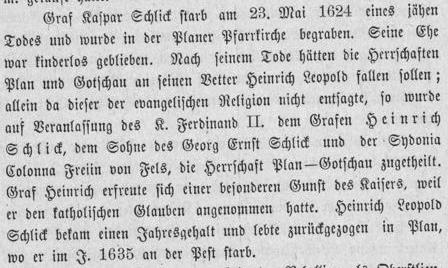 Graf Kaspar Schlick starb am 23. Mai 1624 eines jähen
Todes und wurde in der Planer Pfarrkirche begraben. Seine Ehe
war kinderlos geblieben. Nach seinem Tode hätten die Herrschaften
Plan und Gotschau an seinen Vetter Heinrich Leopold fallen sollen;
allein da dieser der evangelischen Religion nicht entsagte, so wurde
auf Veranlassung des K. Ferdinand II. dem Grafen Heinrich
Schlick, dem Sohne des Georg Ernst Schlick und der Sydonia
Colonna Freiin von Fels, die Herrschaft Plan—Gotschau zugetheilt.
Graf Heinrich erfreute sich einer besonderen Gunst des Kaisers, weil
er den katholischen Glauben angenommen hatte. Heinrich Leopold
Schlick bekam einen Jahresgehalt und lebte zurückgezogen in Plan,
wo er im J. 1635 an der Pest starb.